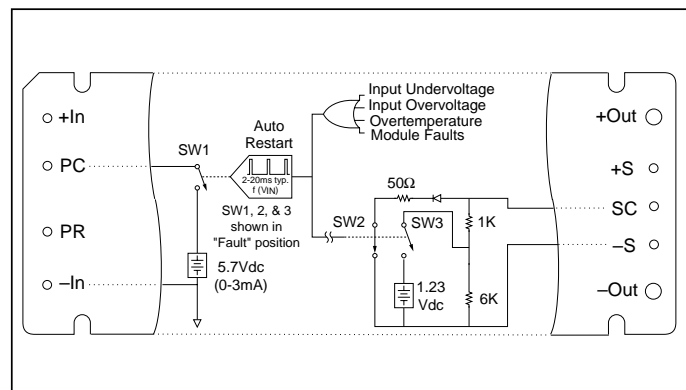 +In
PC
PR
–In
SW1
Auto
Restart
2-20ms typ.
f (VIN)
SW1, 2, & 3
shown in
"Fault" position
5.7Vdc
(0-3mA)
Input Undervoltage
Input Overvoltage
Overtemperature
Module Faults
50Ω
SW2
SW3
1K
1.23
Vdc
6K
+Out
+S
SC
–S
–Out